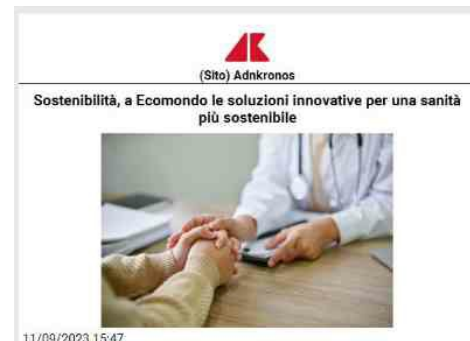 (Sito) Adnkronos
Sostenibilità, a Ecomondo le soluzioni innovative per una sanità
più sostenibile
11/09/2023 15:47